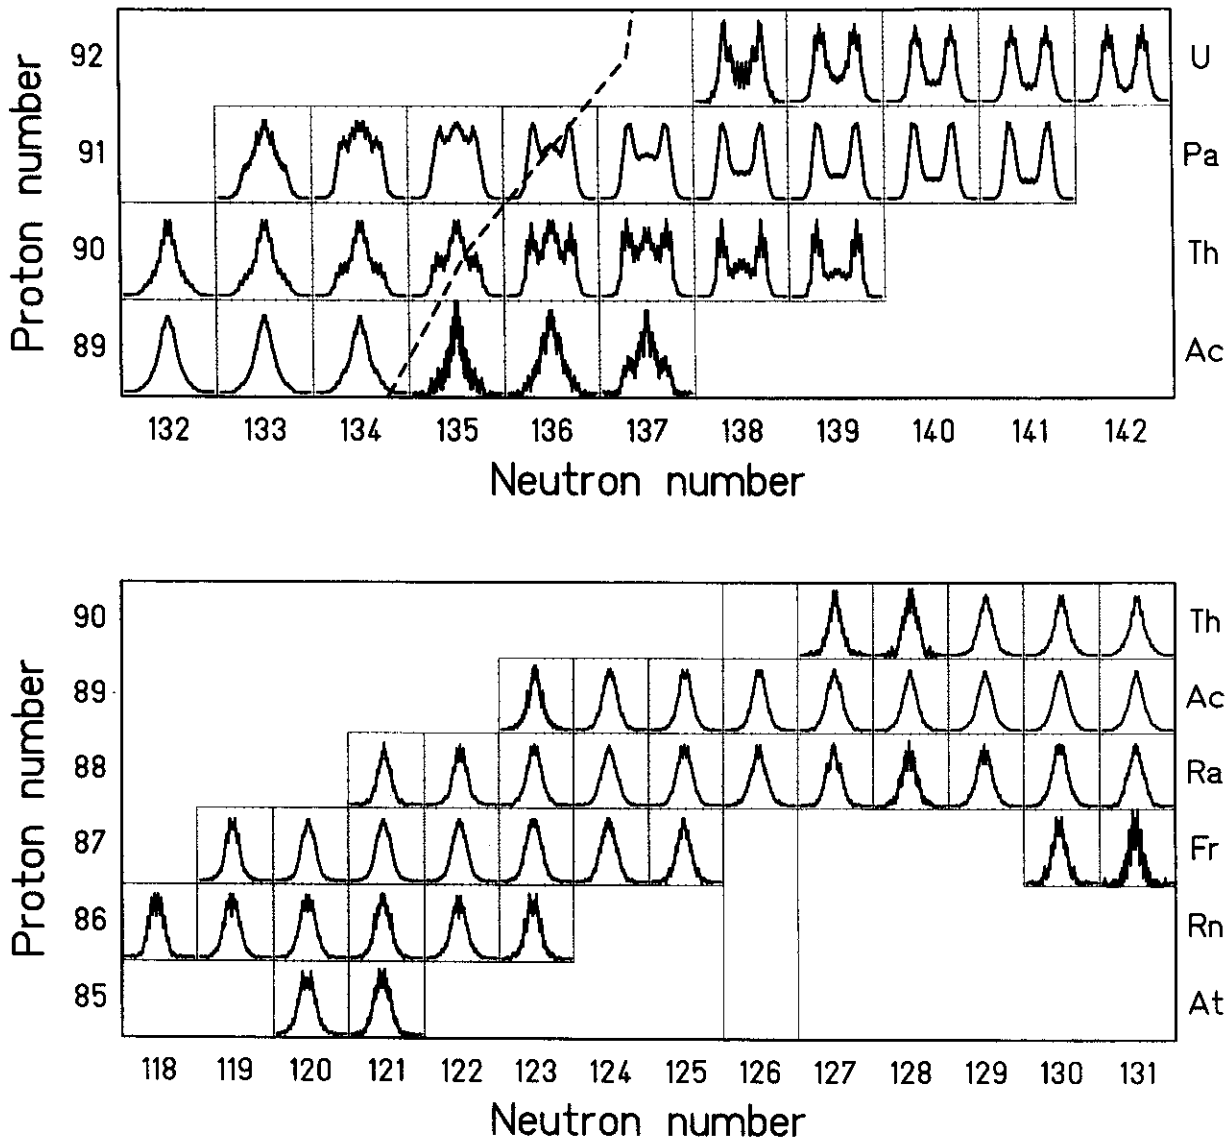 Proton number
92
U
91
Pa
90
Th
89
Ac
132 133 134 135 136 137 138 139 140 141 142
Neutron number
Proton number
90
Th
89
Ac
88
Ra
87
Fr
86
Rn
85
At
118 119 120 121 122 123 124 125 126 127 128 129 130 131
Neutron number